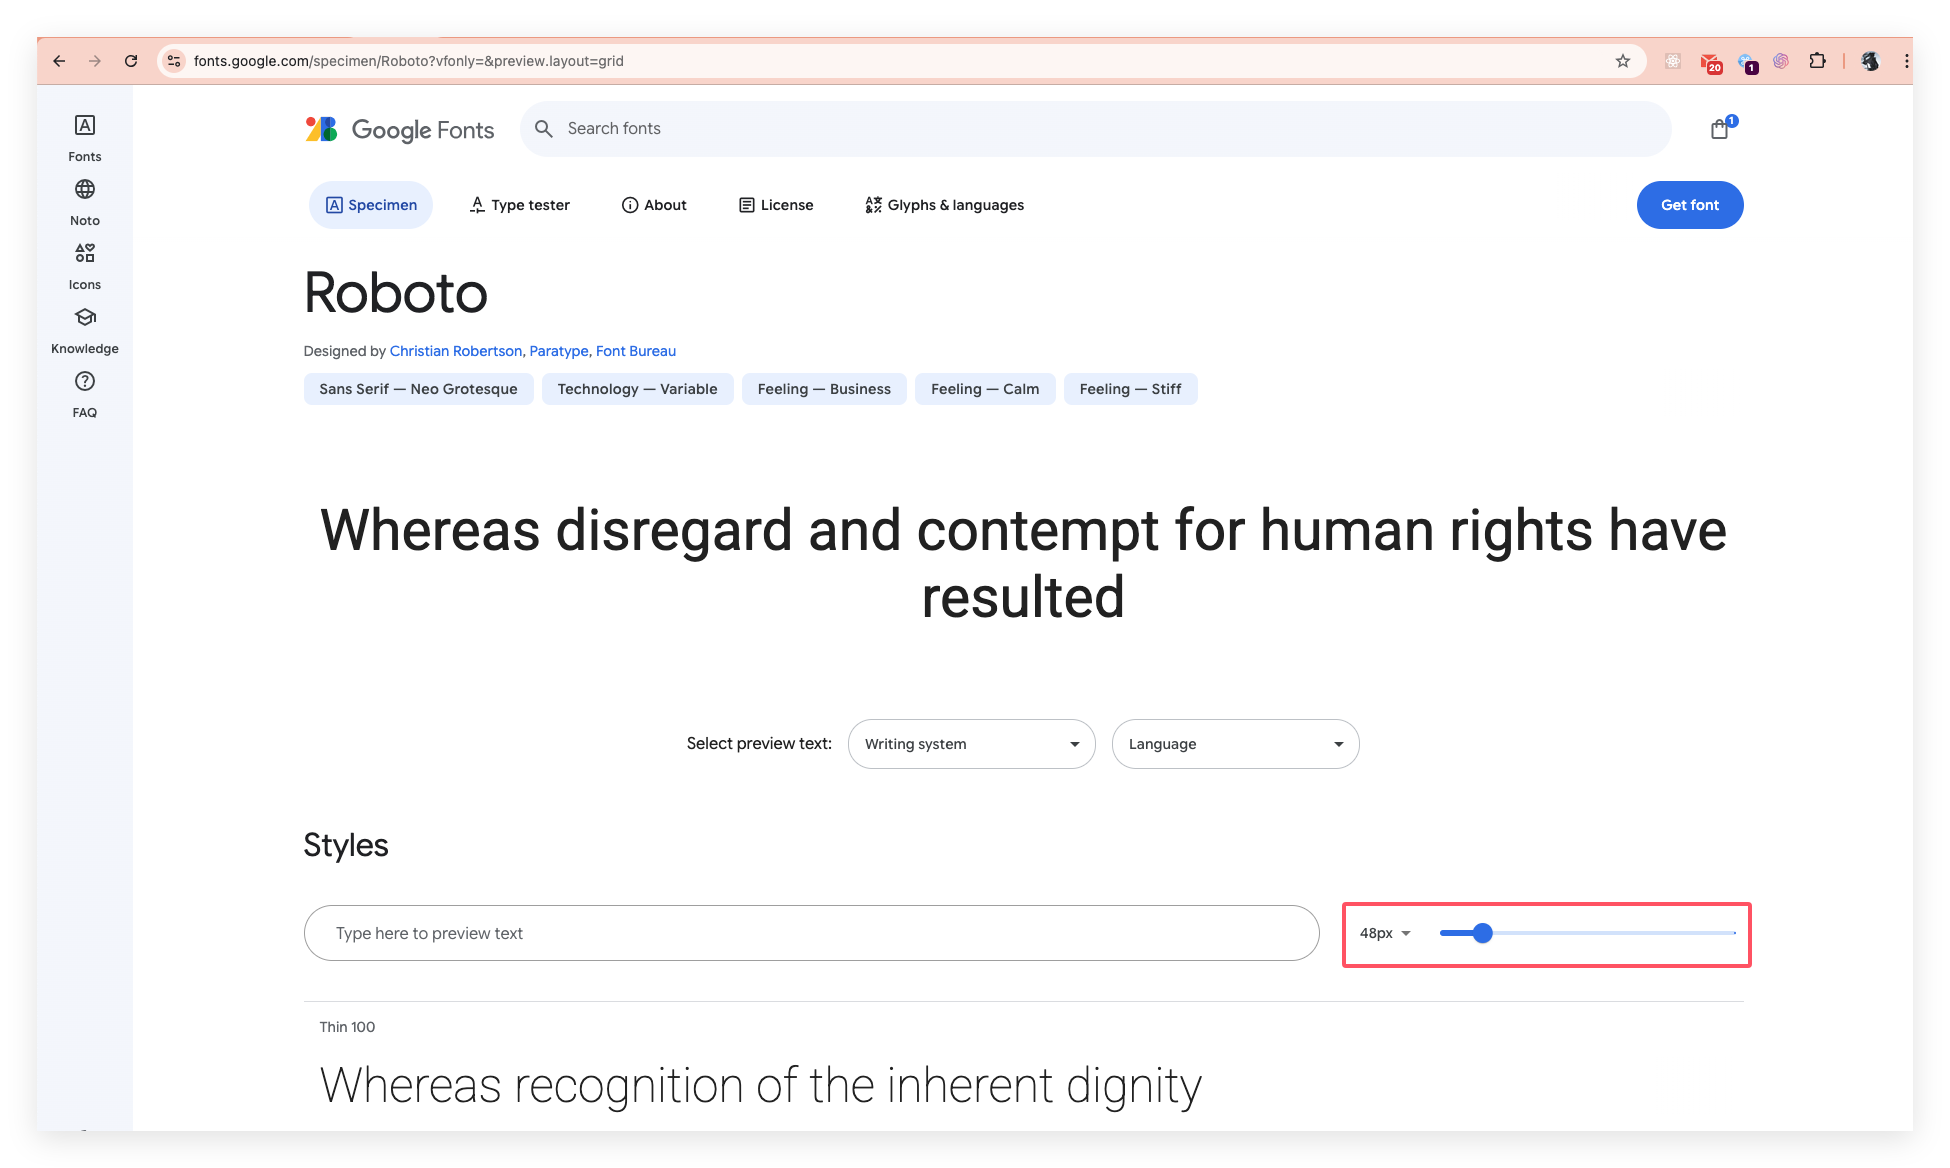 fonts.google.com/specimen/Roboto?vfonly=&preview.layout=grid
20
1
Fonts
Noto
Icons
Knowledge
FAQ
Google Fonts
Search fonts
1
Specimen
Type tester
About
License
Glyphs & languages
Get font
Roboto
Designed by Christian Robertson, Paratype, Font Bureau
Sans Serif — Neo Grotesque
Technology — Variable
Feeling — Business
Feeling — Calm
Feeling — Stiff
Whereas disregard and contempt for human rights have
resulted
Select preview text:
Writing system
Language
Styles
Type here to preview text
48px
Thin 100
Whereas recognition of the inherent dignity